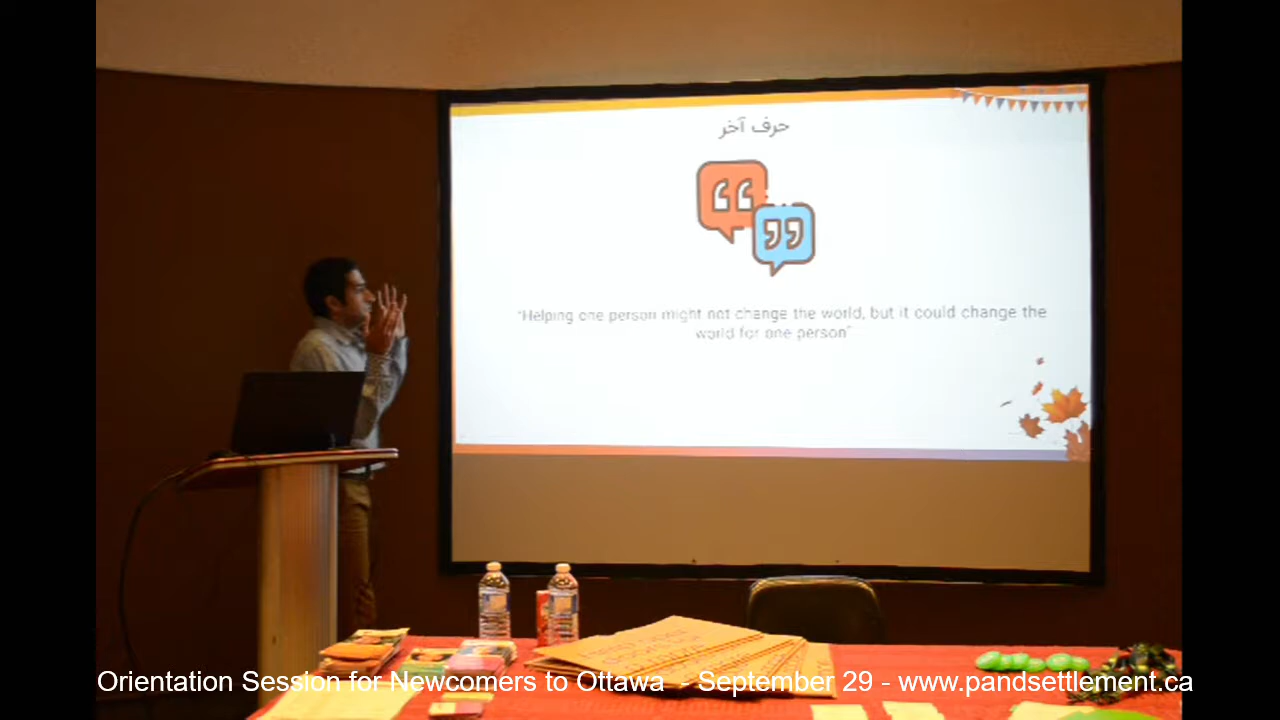 حرف آخر
"Helping one person might not change the world, but it could change the
world for one person"
Orientation Session for Newcomers to Ottawa - September 29 - www.pandsettlement.ca